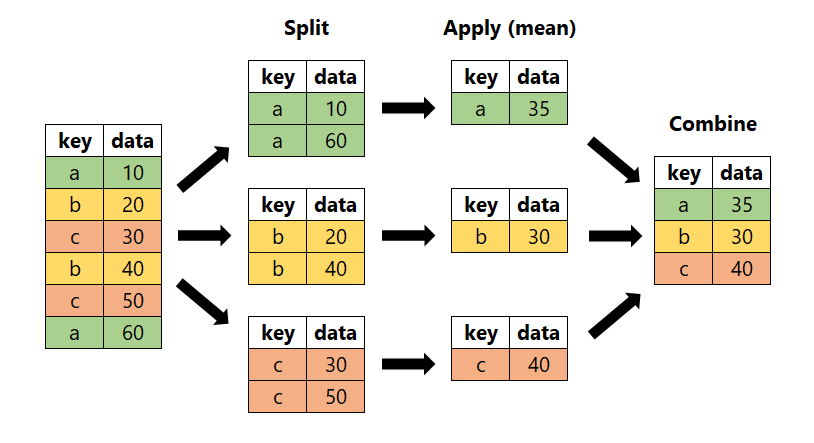 key data
a 10
b 20
c 30
b 40
c 50
a 60
Split
key data
a 10
a 60
key data
b 20
b 40
key data
c 30
c 50
Apply (mean)
key data
a 35
key data
b 30
key data
c 40
Combine
key data
a 35
b 30
c 40